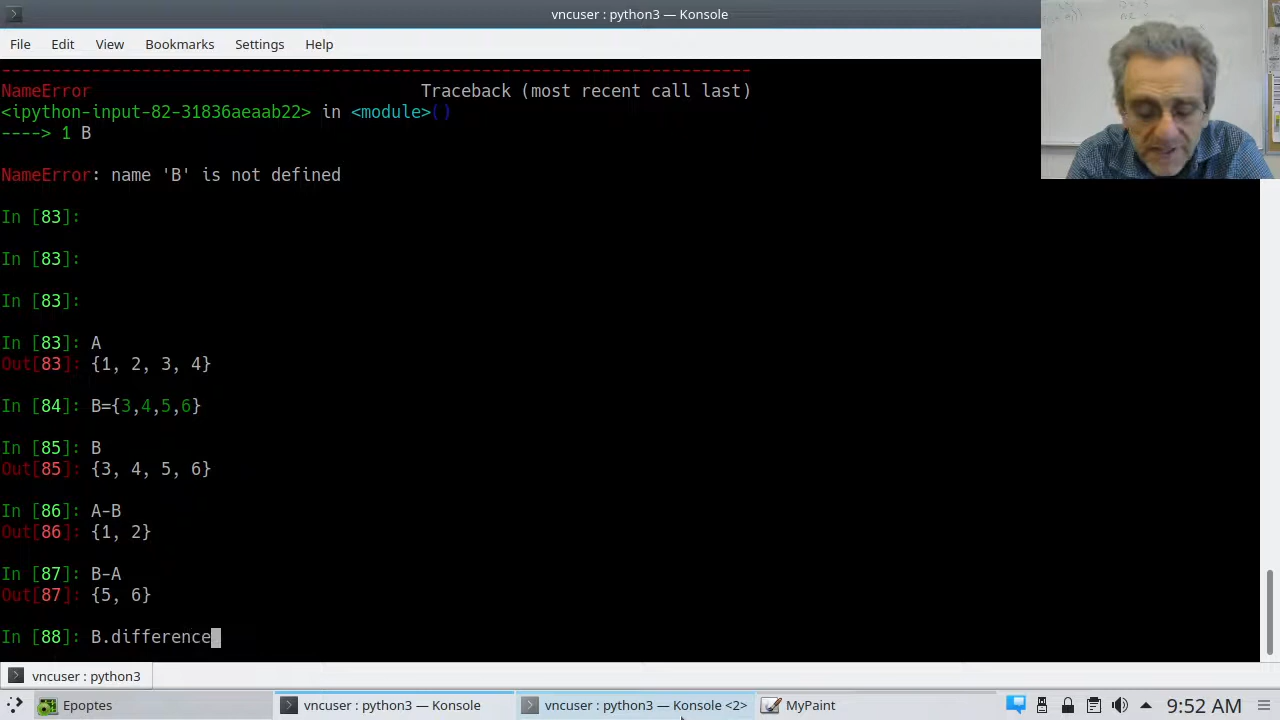 vncuser : python3 — Konsole
File Edit View Bookmarks Settings Help
NameError Traceback (most recent call last)
<ipython-input-82-31836aeaab22> in <module>()
----> 1 B
NameError: name 'B' is not defined
In [83]:
In [83]:
In [83]:
In [83]: A
Out[83]: {1, 2, 3, 4}
In [84]: B={3,4,5,6}
In [85]: B
Out[85]: {3, 4, 5, 6}
In [86]: A-B
Out[86]: {1, 2}
In [87]: B-A
Out[87]: {5, 6}
In [88]: B.difference
vncuser : python3
Epoptes vncuser : python3 — Konsole vncuser : python3 — Konsole <2> MyPaint 9:52 AM